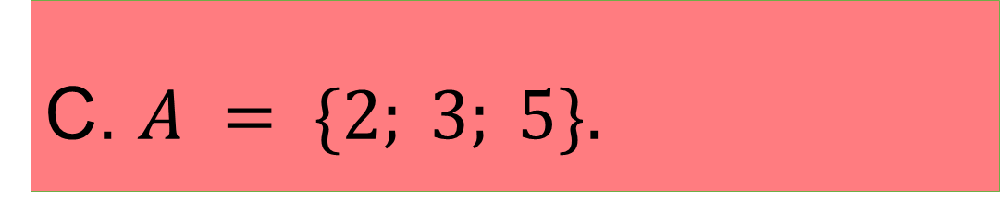 C. A = {2; 3; 5}.